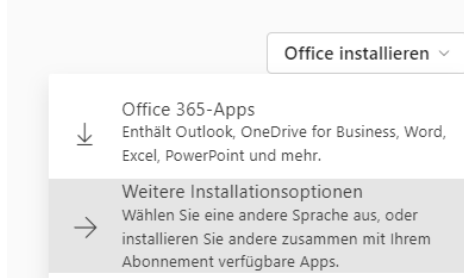 Office installieren
Office 365-Apps
Enthält Outlook, OneDrive for Business, Word,
Excel, PowerPoint und mehr.
Weitere Installationsoptionen
Wählen Sie eine andere Sprache aus, oder
installieren Sie andere zusammen mit Ihrem
Abonnement verfügbare Apps.